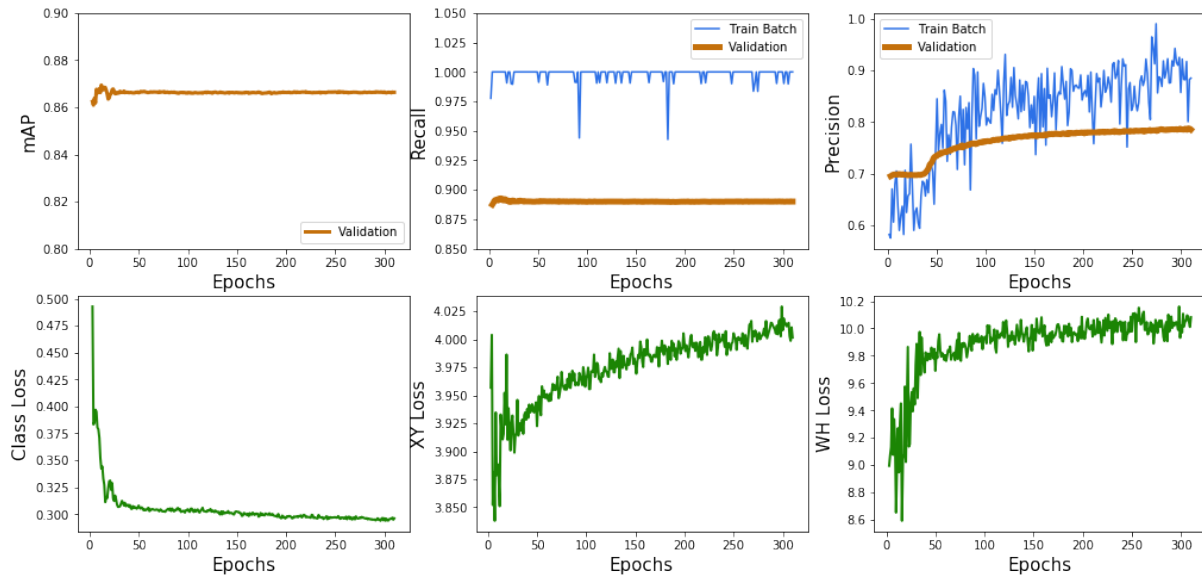 mAP
0.90
0.88
0.86
0.84
0.82
0.80
Validation
0 50 100 150 200 250 300
Epochs
Recall
1.050
1.025
1.000
0.975
0.950
0.925
0.900
0.875
0.850
Train Batch
Validation
0 50 100 150 200 250 300
Epochs
Precision
1.0
0.9
0.8
0.7
0.6
Train Batch
Validation
0 50 100 150 200 250 300
Epochs
Class Loss
0.500
0.475
0.450
0.425
0.400
0.375
0.350
0.325
0.300
0 50 100 150 200 250 300
Epochs
XY Loss
4.025
4.000
3.975
3.950
3.925
3.900
3.875
3.850
0 50 100 150 200 250 300
Epochs
WH Loss
10.2
10.0
9.8
9.6
9.4
9.2
9.0
8.8
8.6
0 50 100 150 200 250 300
Epochs